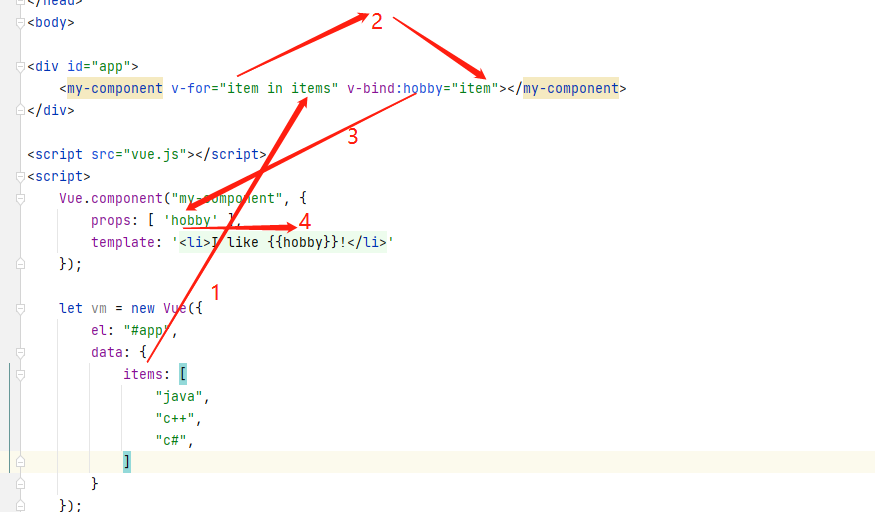 </head>
<body>
<div id="app">
<my-component v-for="item in items" v-bind:hobby="item"></my-component>
</div>
<script src="vue.js"></script>
<script>
Vue.component("my-component", {
props: [ 'hobby' ],
template: '<li>I like {{hobby}}!</li>'
});
let vm = new Vue({
el: "#app",
data: {
items: [
"java",
"c++",
"c#",
]
}
});
2
3
4
1